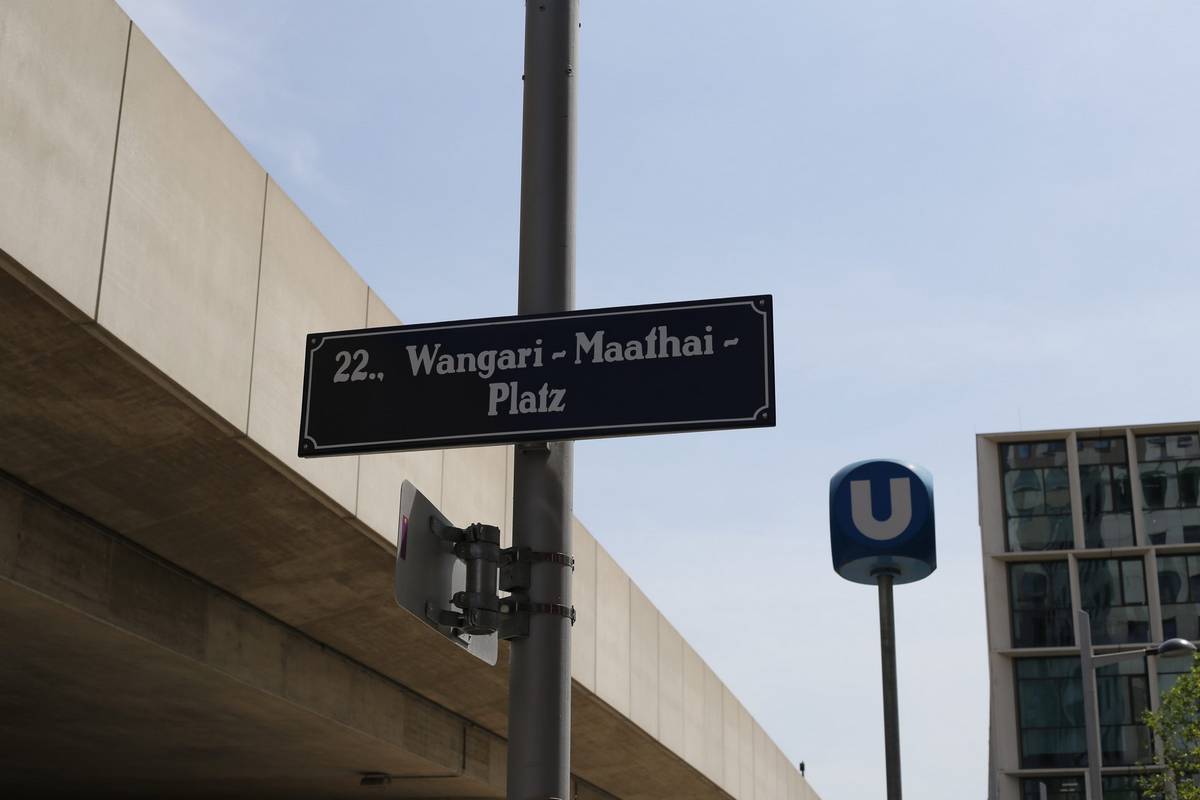 22., Wangari - Maathai -
Platz
U